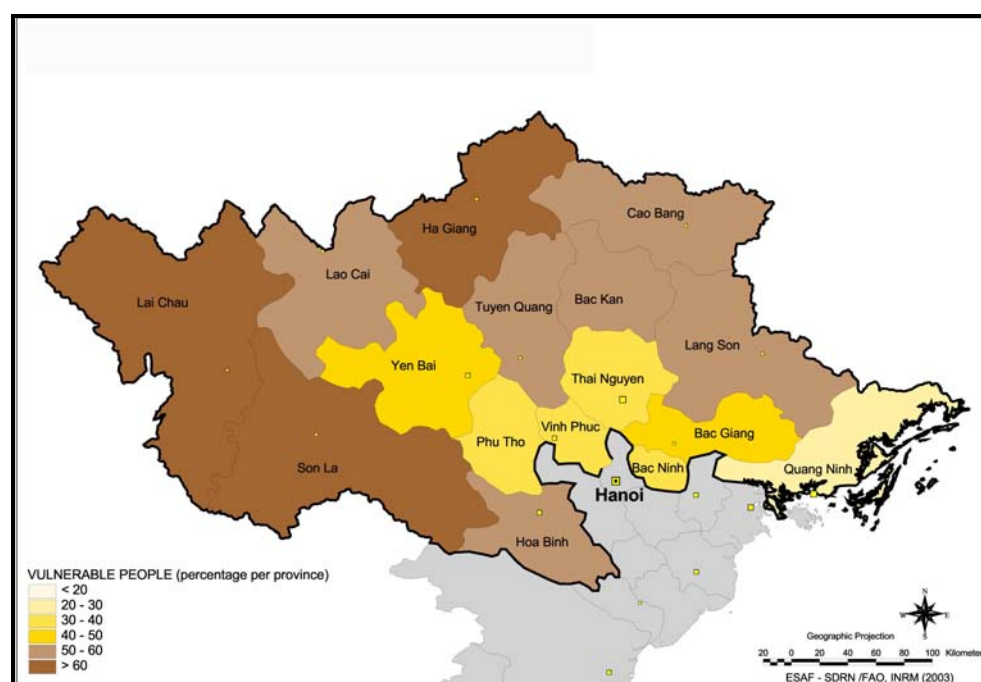 Ha Giang
Cao Bang
Lao Cai
Lai Chau
Tuyen Quang
Bac Kan
Lang Son
Yen Bai
Thai Nguyen
Phu Tho
Vinh Phuc
Bac Giang
Bac Ninh
Quang Ninh
Son La
Hanoi
Hoa Binh
VULNERABLE PEOPLE (percentage per province)
< 20
20 - 30
30 - 40
40 - 50
50 - 60
> 60
N
W E
S
Geographic Projection
20 0 20 40 60 80 100 Kilometer
ESAF - SDRN /FAO, INRM (2003)